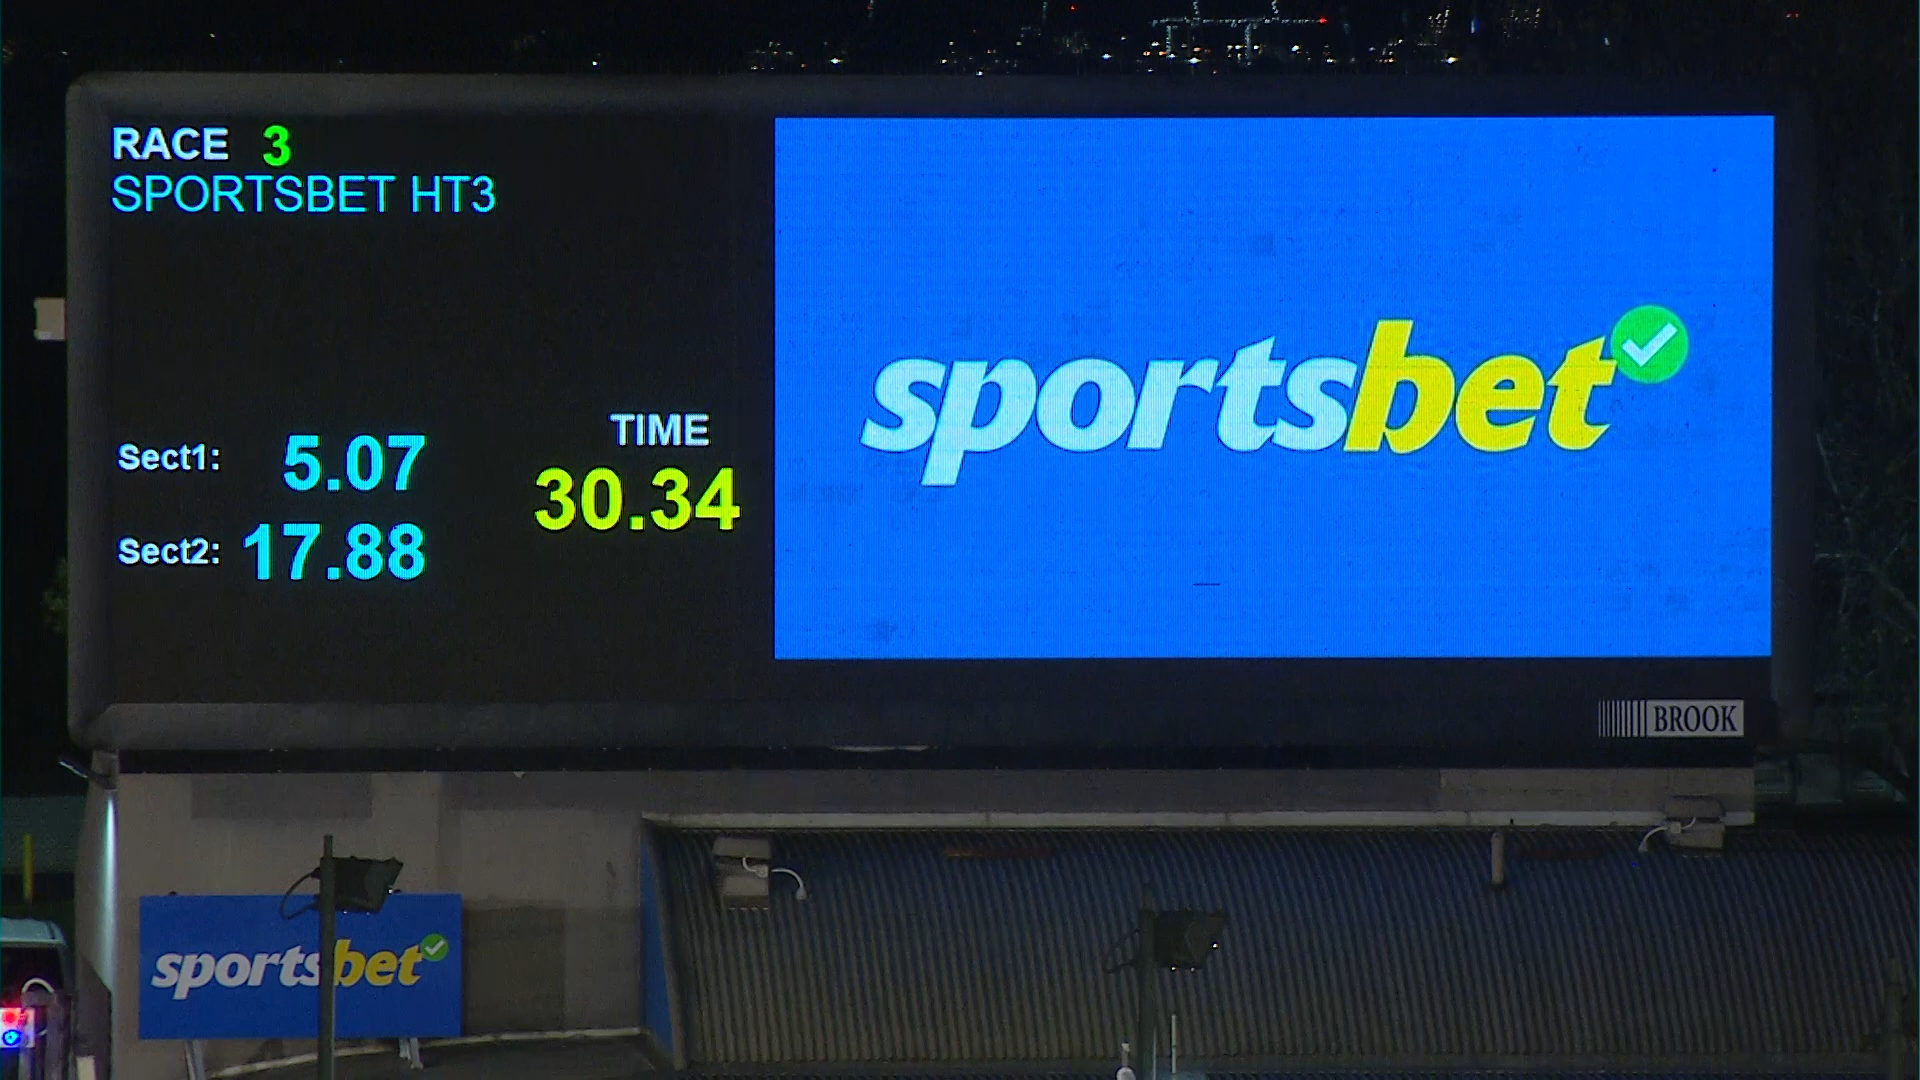 RACE 3
SPORTSBET HT3
TIME
Sect1: 5.07
30.34
Sect2: 17.88
sportsbet
BROOK
sportsbet